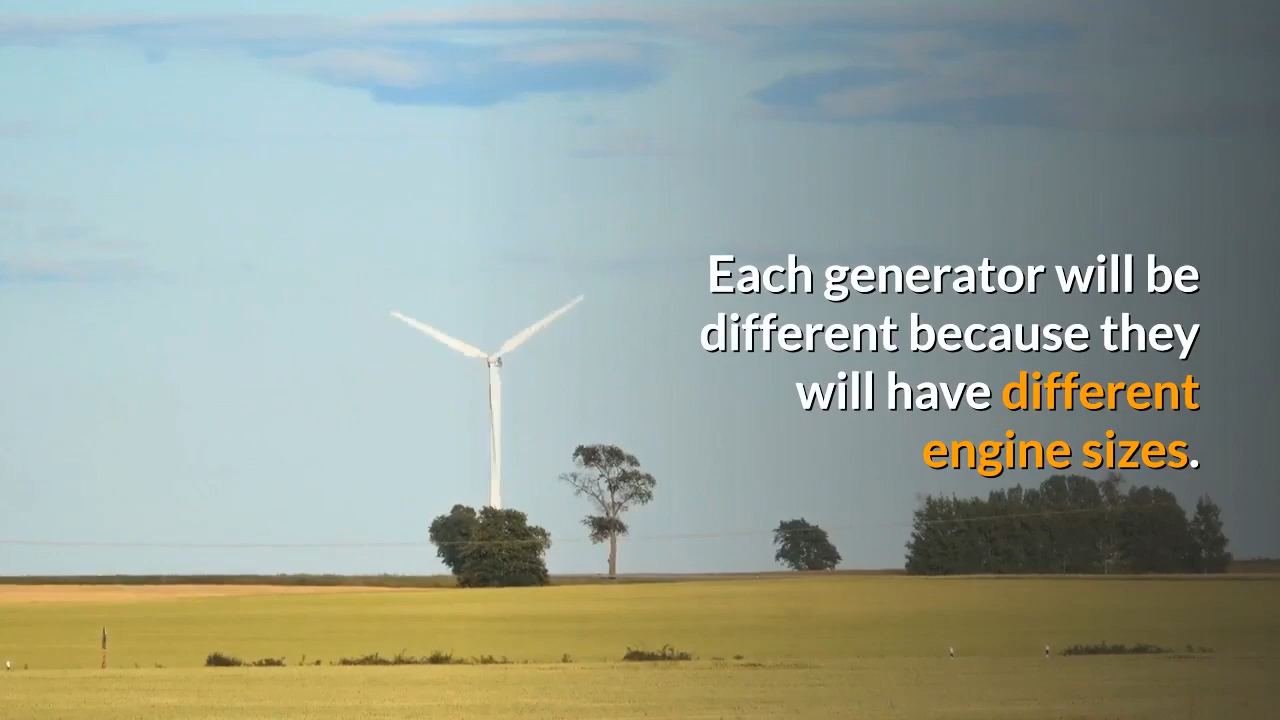 Each generator will be
different because they
will have different
engine sizes.